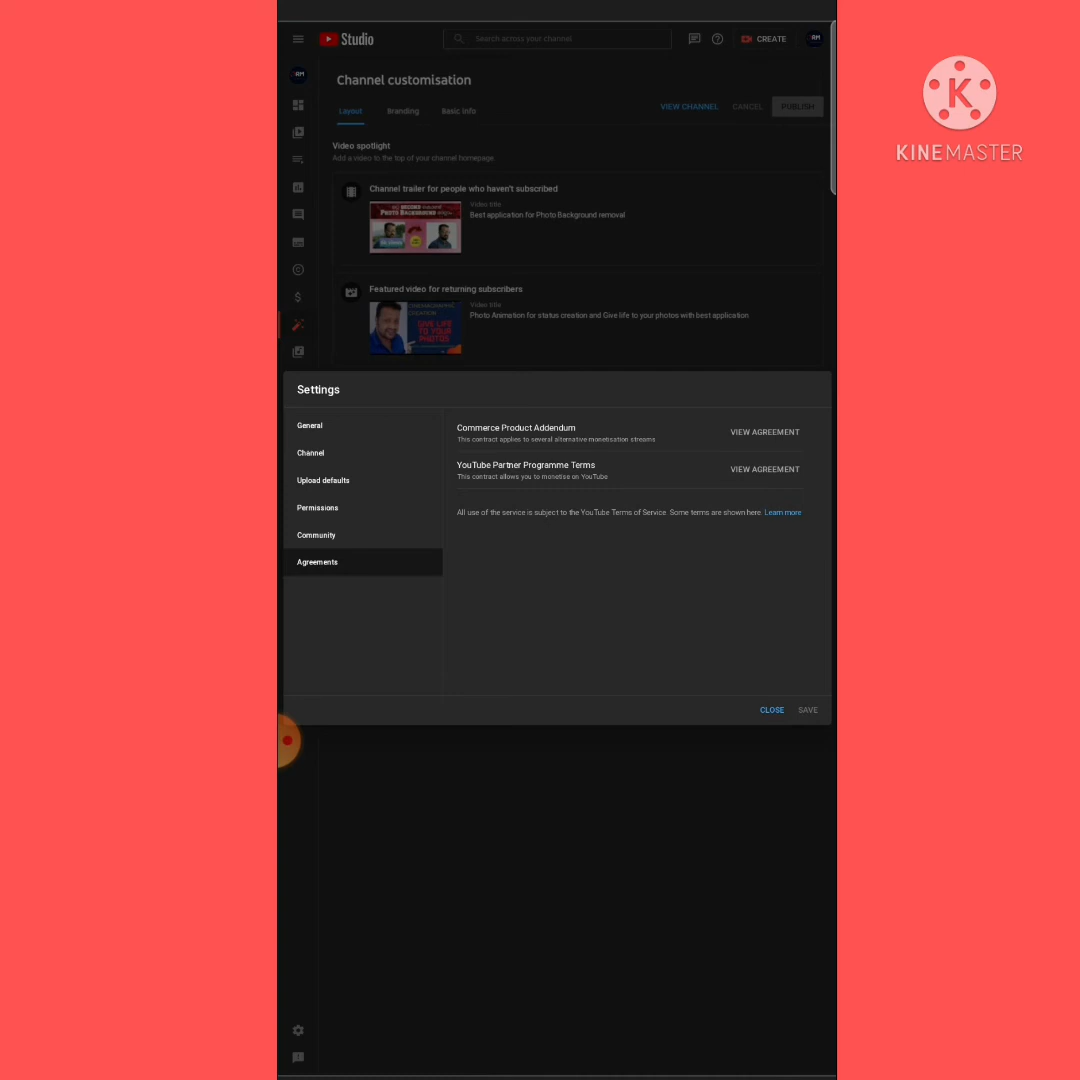 Studio
Search across your channel
CREATE
AM
AM
Channel customisation
Layout
Branding
Basic info
VIEW CHANNEL
CANCEL
PUBLISH
Video spotlight
Add a video to the top of your channel homepage
Channel trailer for people who haven't subscribed
Video title
Best application for Photo Background removal
PHOTO BACKGROUND
Featured video for returning subscribers
Video title
Photo Animation for status creation and Give life to your photos with best application
CREATION
GIVE LIFE
TO YOUR
PHOTOS
Settings
General
Channel
Upload defaults
Permissions
Community
Agreements
Commerce Product Addendum
This contract applies to several alternative monetisation streams
VIEW AGREEMENT
YouTube Partner Programme Terms
This contract allows you to monetise on YouTube
VIEW AGREEMENT
All use of the service is subject to the YouTube Terms of Service. Some terms are shown here. Learn more
CLOSE
SAVE
K
KINEMASTER